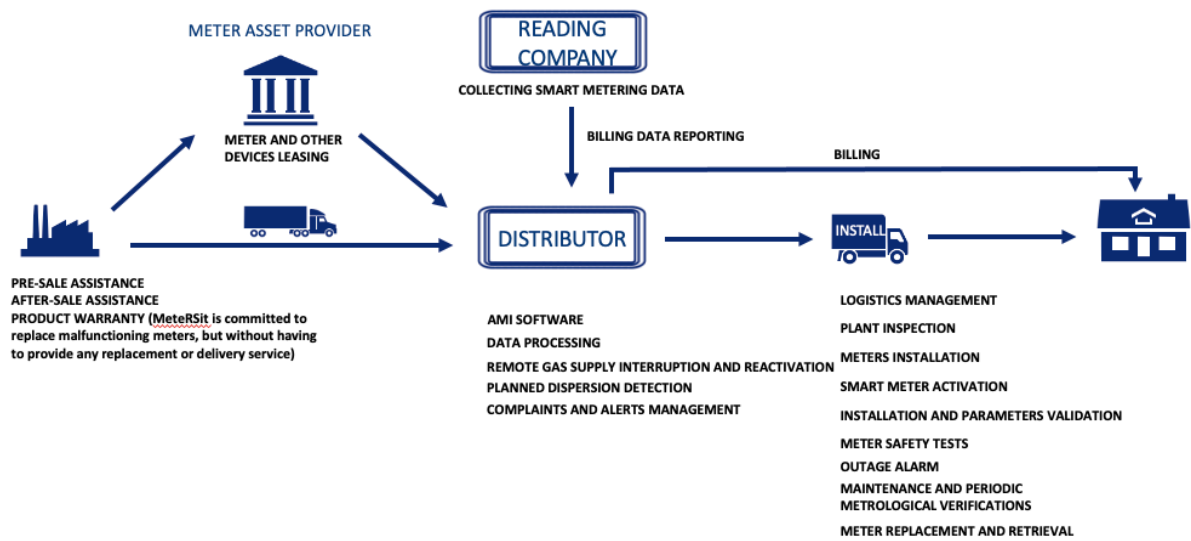 METER ASSET PROVIDER
READING
COMPANY
COLLECTING SMART METERING DATA
METER AND OTHER
DEVICES LEASING
BILLING DATA REPORTING
BILLING
DISTRIBUTOR
INSTALL
PRE-SALE ASSISTANCE
AFTER-SALE ASSISTANCE
PRODUCT WARRANTY (MeteRSit is committed to
replace malfunctioning meters, but without having
to provide any replacement or delivery service)
AMI SOFTWARE
DATA PROCESSING
REMOTE GAS SUPPLY INTERRUPTION AND REACTIVATION
PLANNED DISPERSION DETECTION
COMPLAINTS AND ALERTS MANAGEMENT
LOGISTICS MANAGEMENT
PLANT INSPECTION
METERS INSTALLATION
SMART METER ACTIVATION
INSTALLATION AND PARAMETERS VALIDATION
METER SAFETY TESTS
OUTAGE ALARM
MAINTENANCE AND PERIODIC
METROLOGICAL VERIFICATIONS
METER REPLACEMENT AND RETRIEVAL